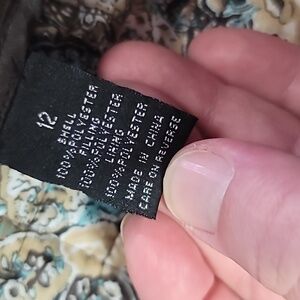 12
SHELL
100% POLYESTER
FILLING
100% POLYESTER
LINING
100% POLYESTER
MADE IN CHINA
CARE ON REVERSE